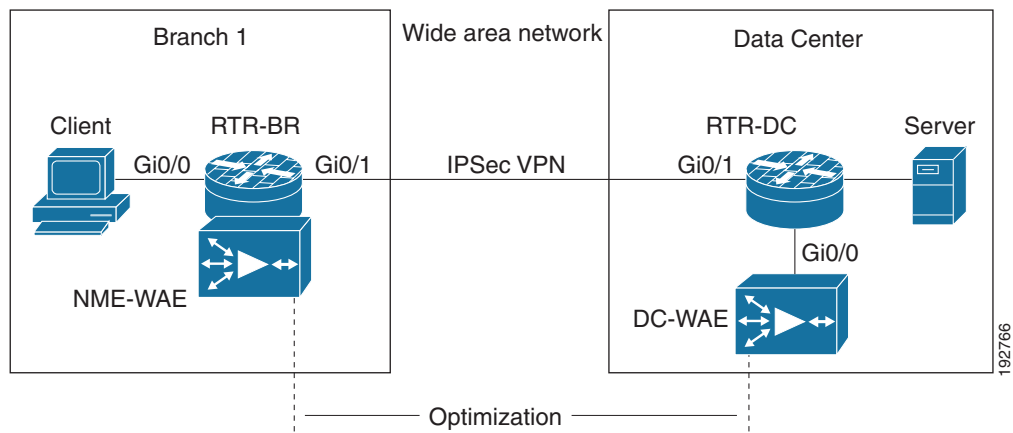 Branch 1
Wide area network
Data Center
Client
RTR-BR
RTR-DC
Server
Gi0/0
Gi0/1
IPSec VPN
Gi0/1
Gi0/0
NME-WAE
DC-WAE
192766
Optimization